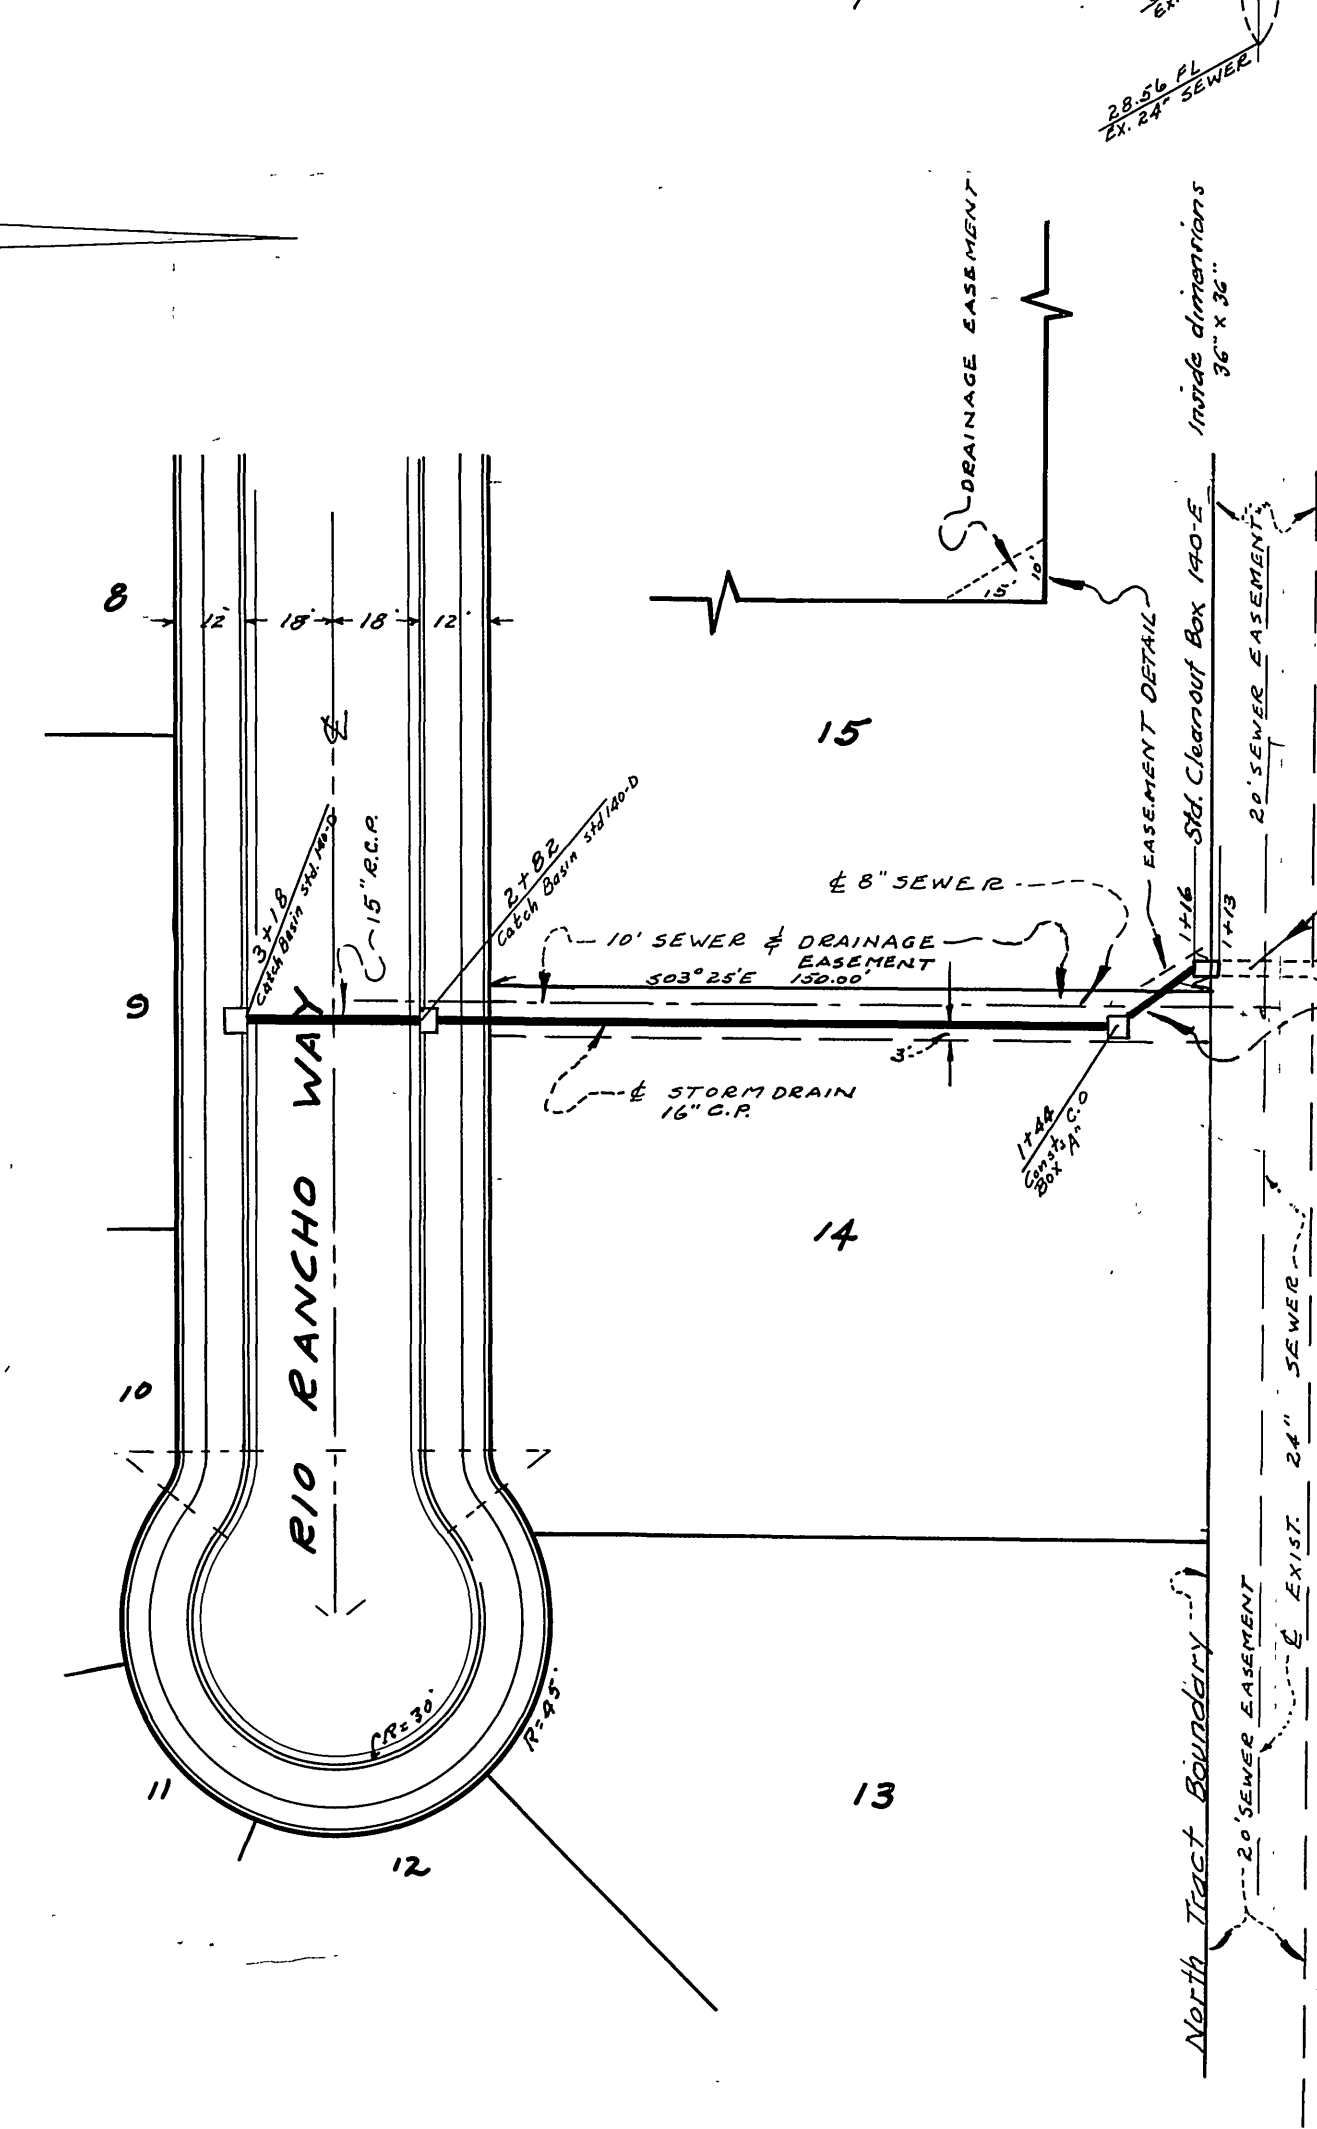 Ex.
28.56 FL
EX. 24" SEWER
DRAINAGE EASEMENT
Inside dimensions
36" x 36"
Std. Cleanout Box 140-E
20' SEWER EASEMENT
15'
10'
EASEMENT DETAIL
8
12'
18'
18'
12'
15
℄
3+18
Catch Basin std. 140-D
15" R.C.P.
2+82
Catch Basin std 140-D
℄ 8" SEWER
1+16
1+13
10' SEWER & DRAINAGE
EASEMENT
S03°25'E 150.00'
9
3'
℄ STORM DRAIN
16" C.P.
1+44
Const. C.O
Box "A"
RIO RANCHO WAY
14
10
℄ EXIST. 24" SEWER
R=30'
R=45'
11
12
13
North Tract Boundary
20' SEWER EASEMENT